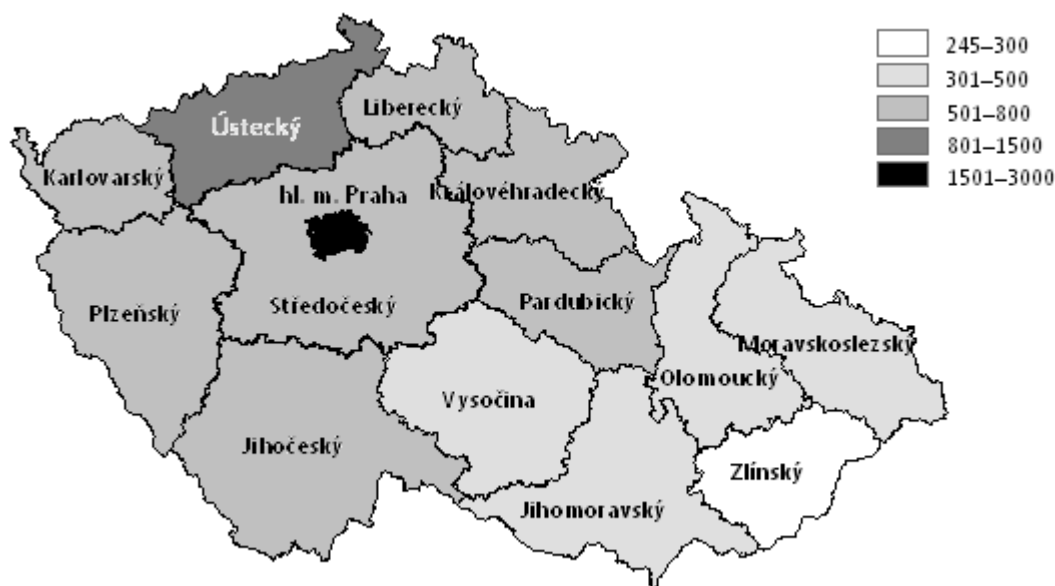 245–300
301–500
501–800
801–1500
1501–3000
Liberecký
Ústecký
Karlovarský
Královéhradecký
hl. m. Praha
Středočeský
Pardubický
Plzeňský
Moravskoslezský
Olomoucký
Vysočina
Jihočeský
Zlínský
Jihomoravský